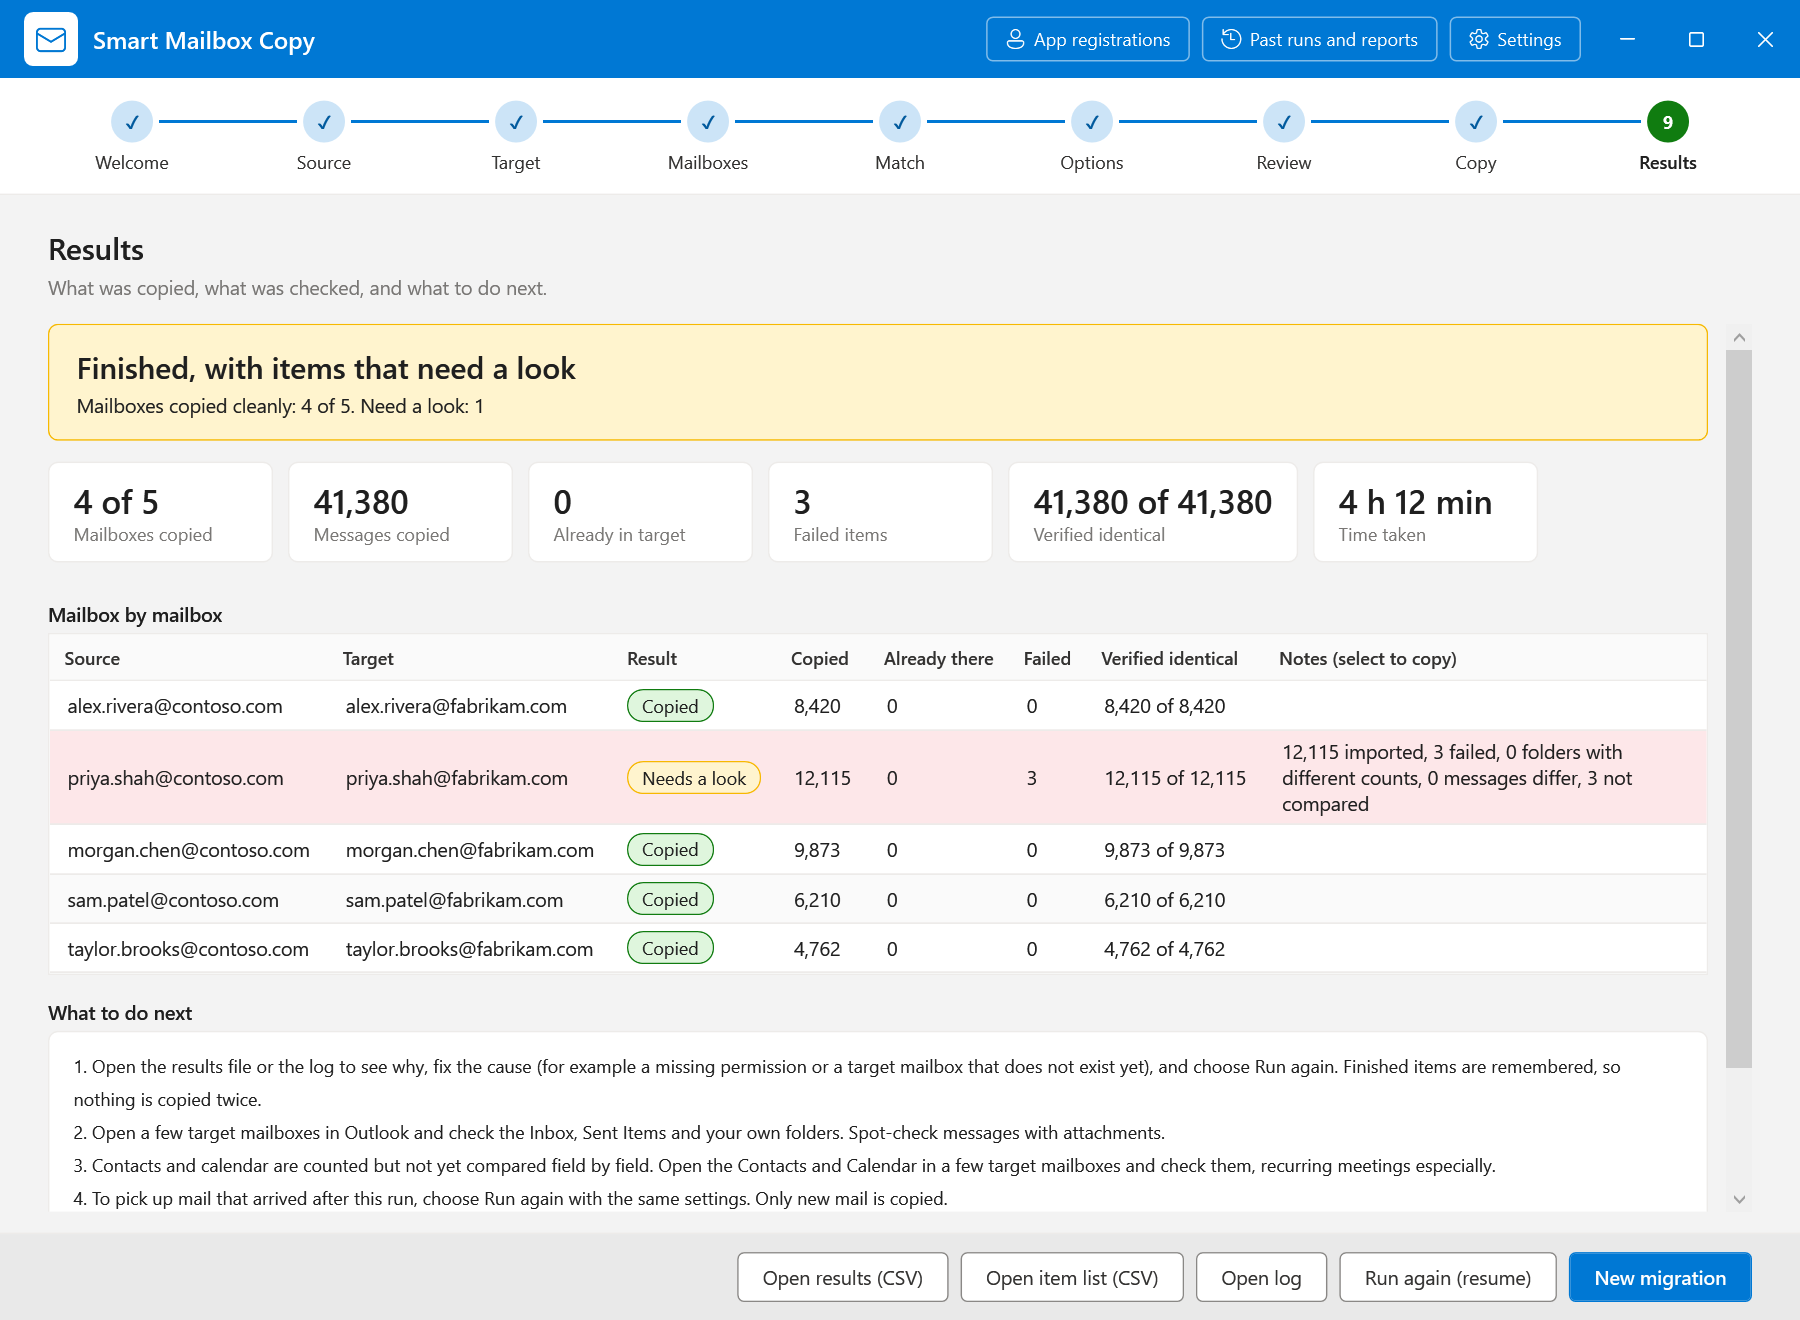 Smart Mailbox Copy
App registrations
Past runs and reports
Settings
✓ ✓ ✓ ✓ ✓ ✓ ✓ ✓ 9
Welcome Source Target Mailboxes Match Options Review Copy Results
Results
What was copied, what was checked, and what to do next.
Finished, with items that need a look
Mailboxes copied cleanly: 4 of 5. Need a look: 1
4 of 5
Mailboxes copied
41,380
Messages copied
0
Already in target
3
Failed items
41,380 of 41,380
Verified identical
4 h 12 min
Time taken
Mailbox by mailbox
Source Target Result Copied Already there Failed Verified identical Notes (select to copy)
alex.rivera@contoso.com alex.rivera@fabrikam.com Copied 8,420 0 0 8,420 of 8,420
priya.shah@contoso.com priya.shah@fabrikam.com Needs a look 12,115 0 3 12,115 of 12,115
12,115 imported, 3 failed, 0 folders with
different counts, 0 messages differ, 3 not
compared
morgan.chen@contoso.com morgan.chen@fabrikam.com Copied 9,873 0 0 9,873 of 9,873
sam.patel@contoso.com sam.patel@fabrikam.com Copied 6,210 0 0 6,210 of 6,210
taylor.brooks@contoso.com taylor.brooks@fabrikam.com Copied 4,762 0 0 4,762 of 4,762
What to do next
1. Open the results file or the log to see why, fix the cause (for example a missing permission or a target mailbox that does not exist yet), and choose Run again. Finished items are remembered, so
nothing is copied twice.
2. Open a few target mailboxes in Outlook and check the Inbox, Sent Items and your own folders. Spot-check messages with attachments.
3. Contacts and calendar are counted but not yet compared field by field. Open the Contacts and Calendar in a few target mailboxes and check them, recurring meetings especially.
4. To pick up mail that arrived after this run, choose Run again with the same settings. Only new mail is copied.
Open results (CSV)
Open item list (CSV)
Open log
Run again (resume)
New migration